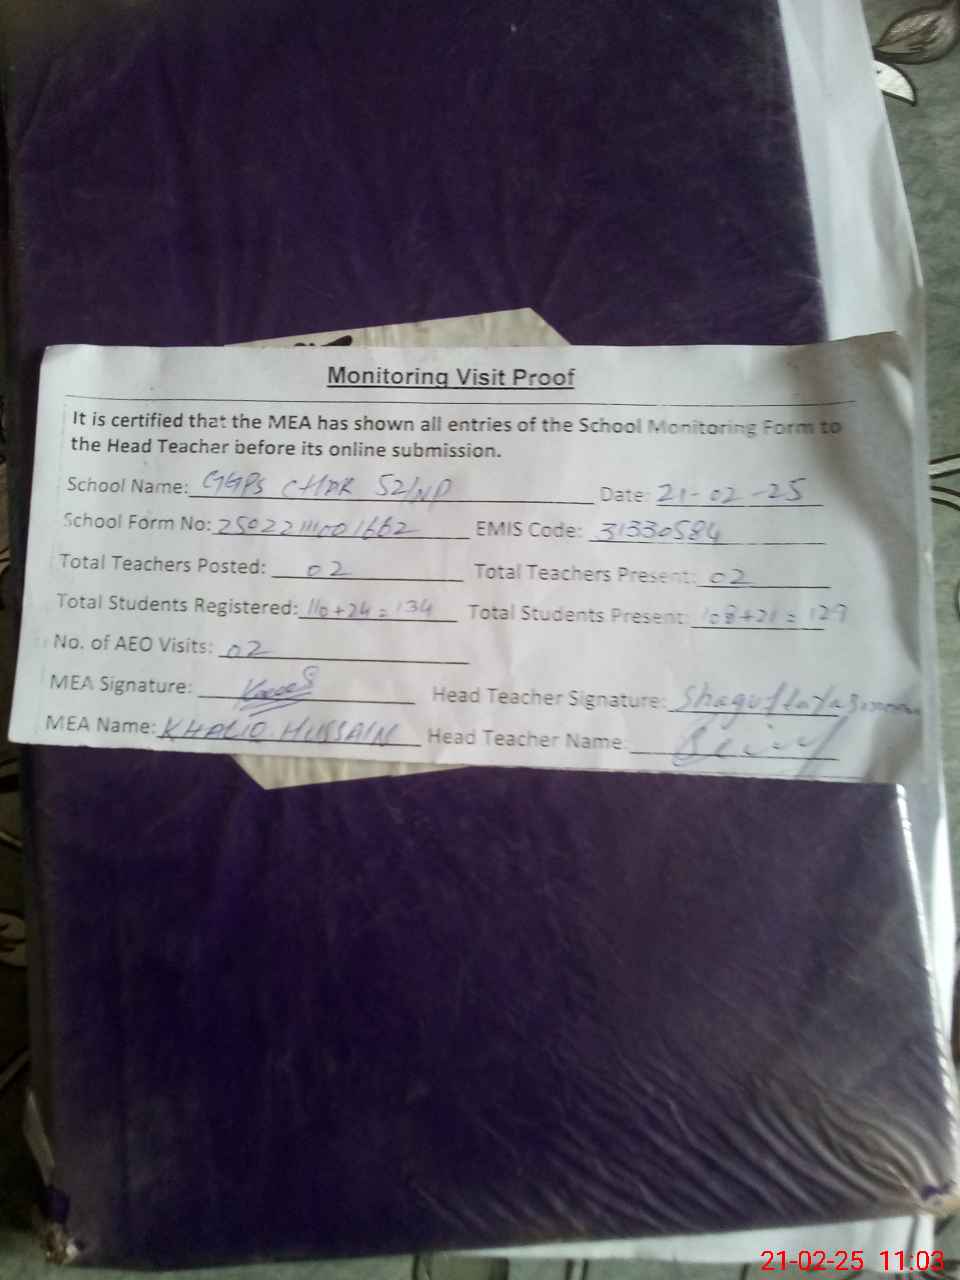 Monitoring Visit Proof
It is certified that the MEA has shown all entries of the School Monitoring Form to
the Head Teacher before its online submission.
School Name: GGPS CHDR 52/NP Date: 21-02-25
School Form No: EMIS Code: 31330584
Total Teachers Posted: 02 Total Teachers Present: 02
Total Students Registered: 110+24=134 Total Students Present: 108+21=129
No. of AEO Visits: 02
MEA Signature: Head Teacher Signature: Shagufta
MEA Name: KHALID HUSSAIN Head Teacher Name:
21-02-25 11:03